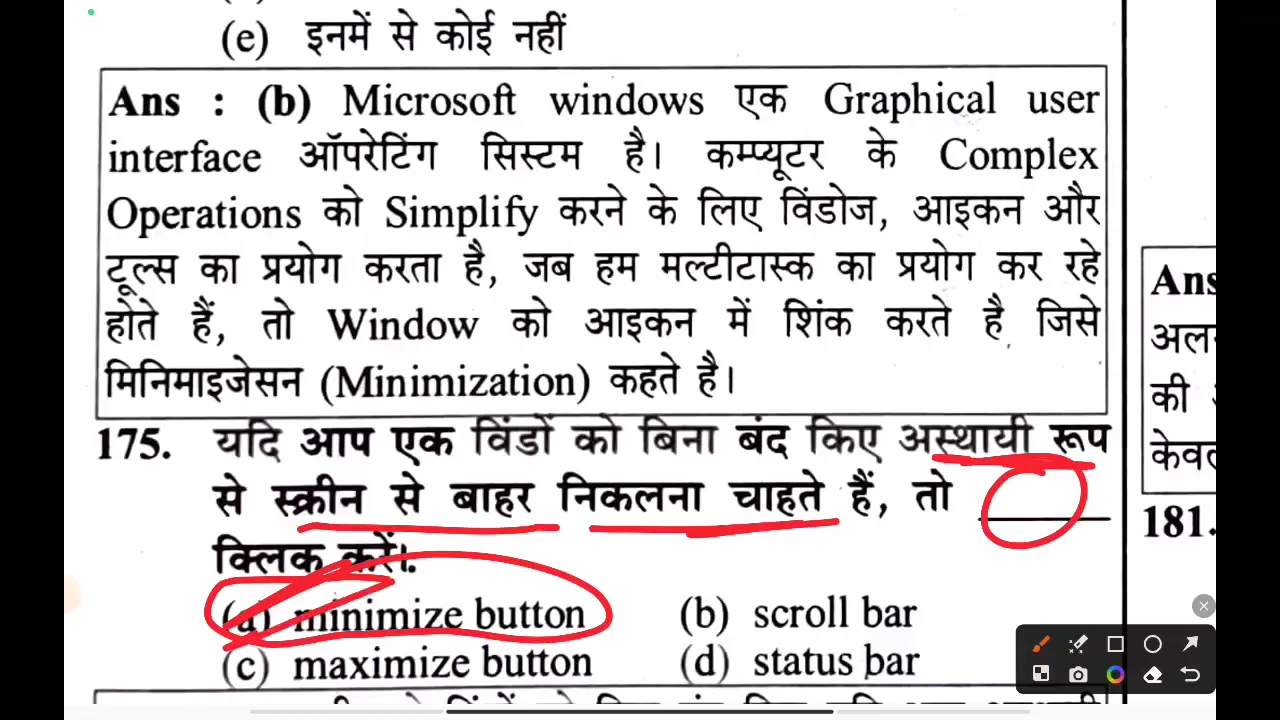 (e) इनमें से कोई नहीं
Ans : (b) Microsoft windows एक Graphical user
interface ऑपरेटिंग सिस्टम है। कम्प्यूटर के Complex
Operations को Simplify करने के लिए विंडोज, आइकन और
टूल्स का प्रयोग करता है, जब हम मल्टीटास्क का प्रयोग कर रहे
होते हैं, तो Window को आइकन में शिंक करते है जिसे
मिनिमाइजेसन (Minimization) कहते है।
175. यदि आप एक विंडों को बिना बंद किए अस्थायी रूप
से स्क्रीन से बाहर निकलना चाहते हैं, तो ______
क्लिक करें।
(a) minimize button (b) scroll bar
(c) maximize button (d) status bar
Ans
की
181.